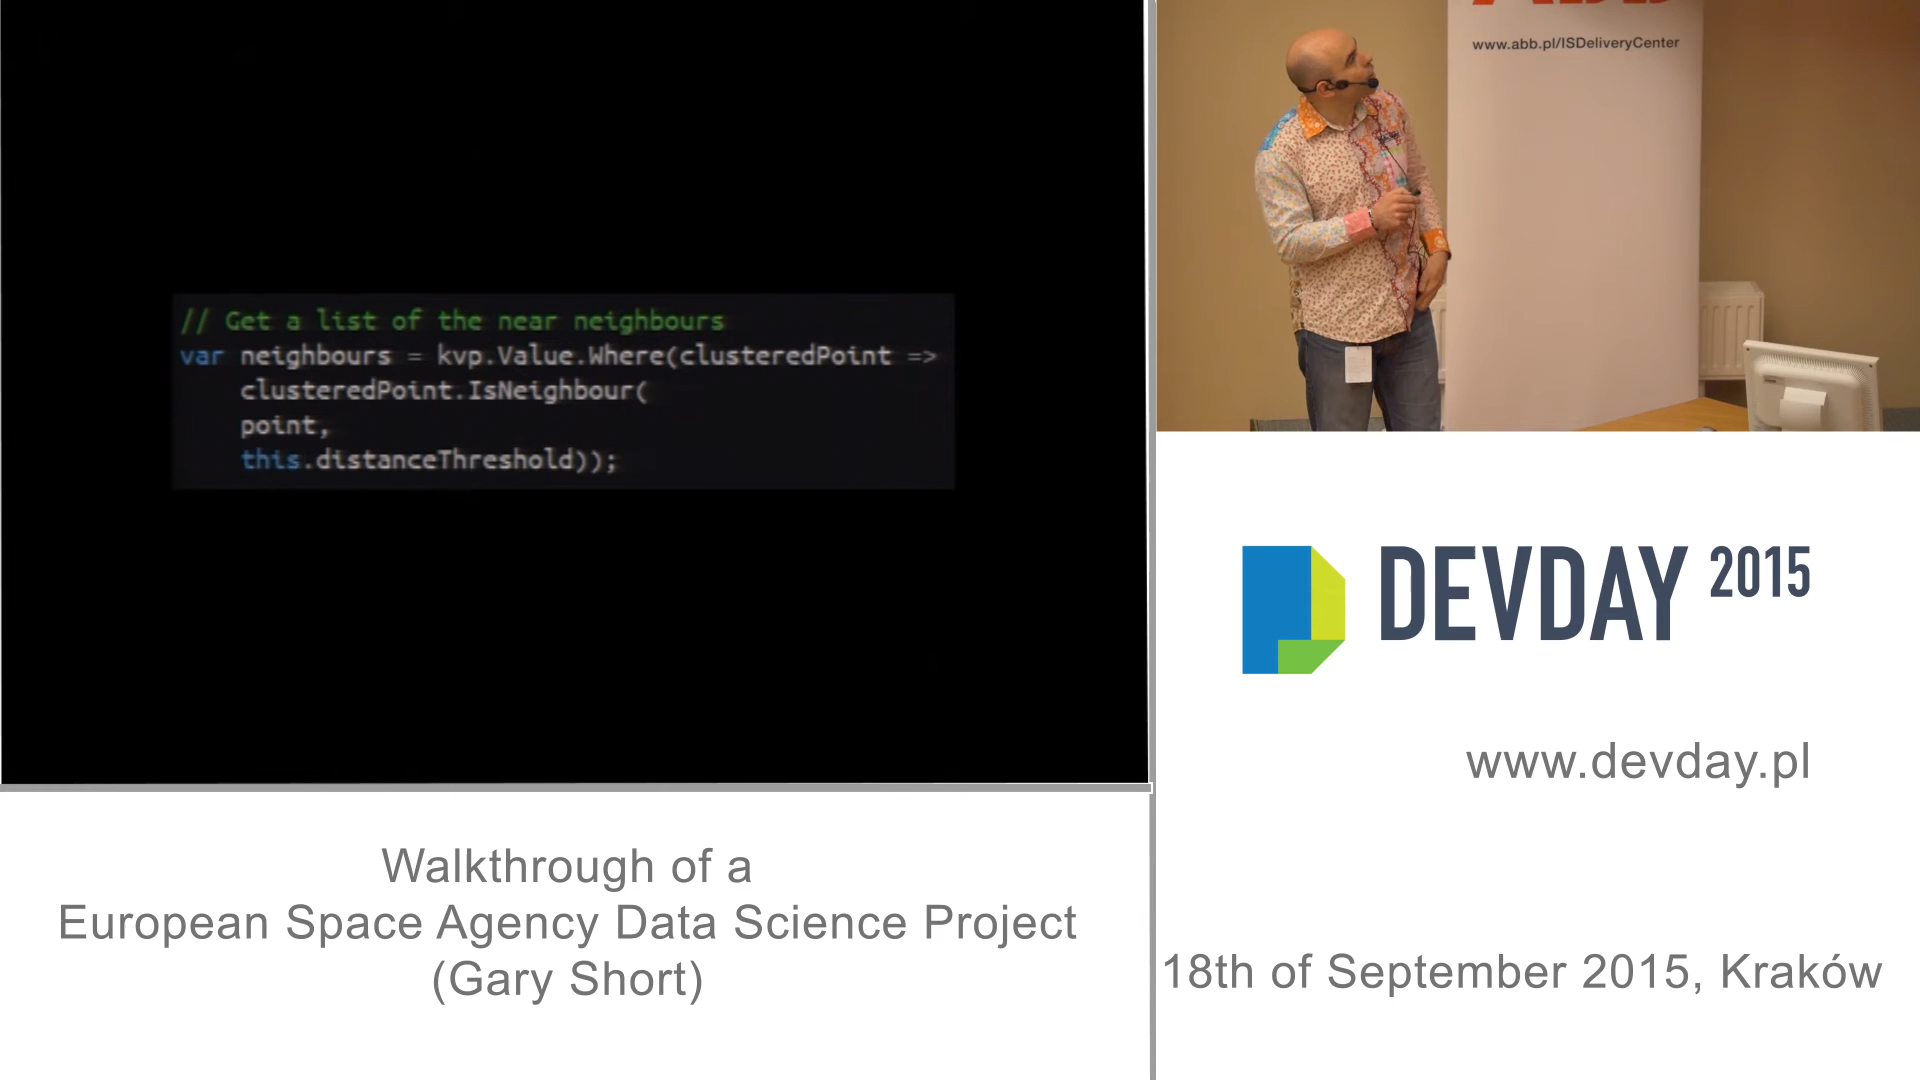 // Get a list of the near neighbours
var neighbours = kvp.Value.Where(clusteredPoint =>
clusteredPoint.IsNeighbour(
point,
this.distanceThreshold));
www.abb.pl/ISDeliveryCenter
DEVDAY 2015
www.devday.pl
Walkthrough of a
European Space Agency Data Science Project
(Gary Short)
18th of September 2015, Kraków